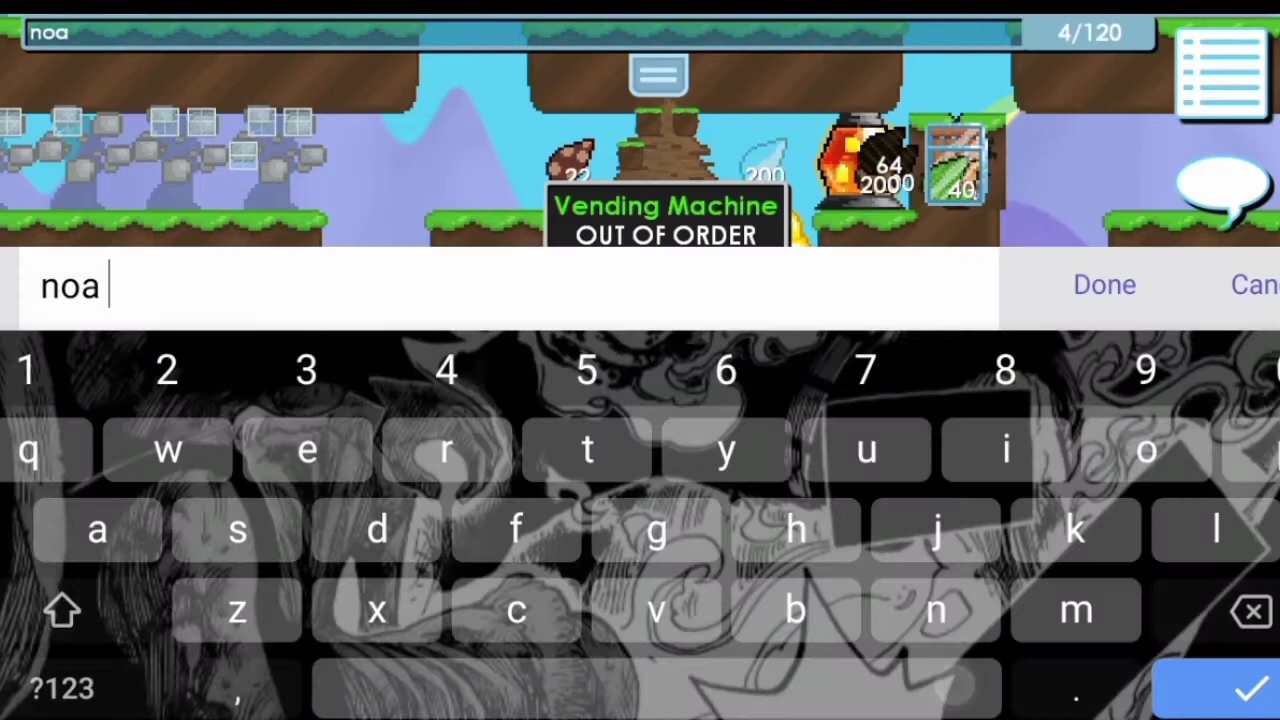 noa
4/120
22
200
64
2000
40
Vending Machine
OUT OF ORDER
noa
Done
Can
1 2 3 4 5 6 7 8 9
q w e r t y u i o
a s d f g h j k l
z x c v b n m
?123 , .